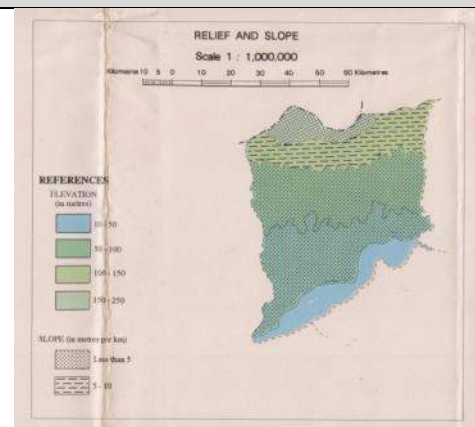 RELIEF AND SLOPE
Scale 1 : 1,000,000
Kilometres 10 5 0 10 20 30 40 50 60 Kilometres
REFERENCES
ELEVATION
(in metres)
10-50
50-100
100-150
150-250
SLOPE (in metres per km)
Less than 5
5-10